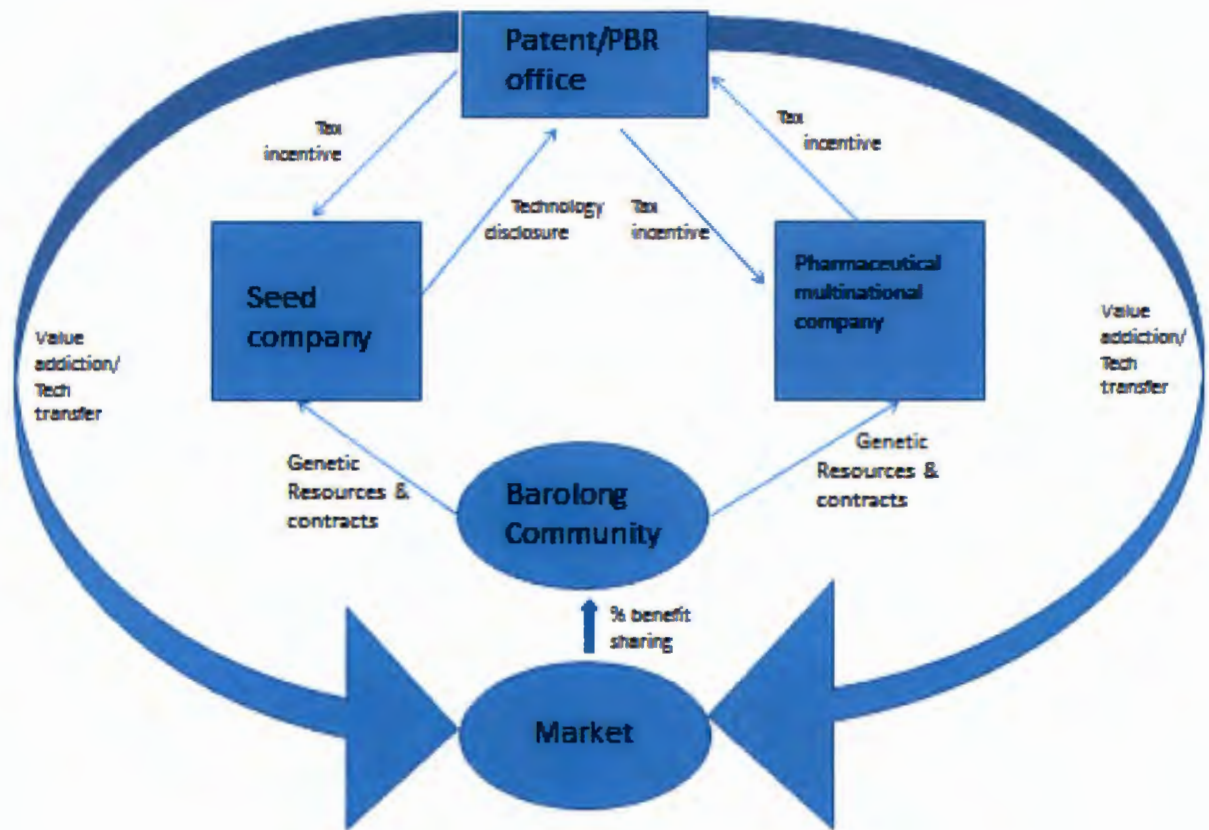 Patent/PBR
office
Tax
incentive
Technology
disclosure
Tax
incentive
Tax
incentive
Seed
company
Pharmaceutical
multinational
company
Value
addiction/
Tech
transfer
Value
addiction/
Tech
transfer
Genetic
Resources &
contracts
Barolong
Community
Genetic
Resources &
contracts
% benefit
sharing
Market